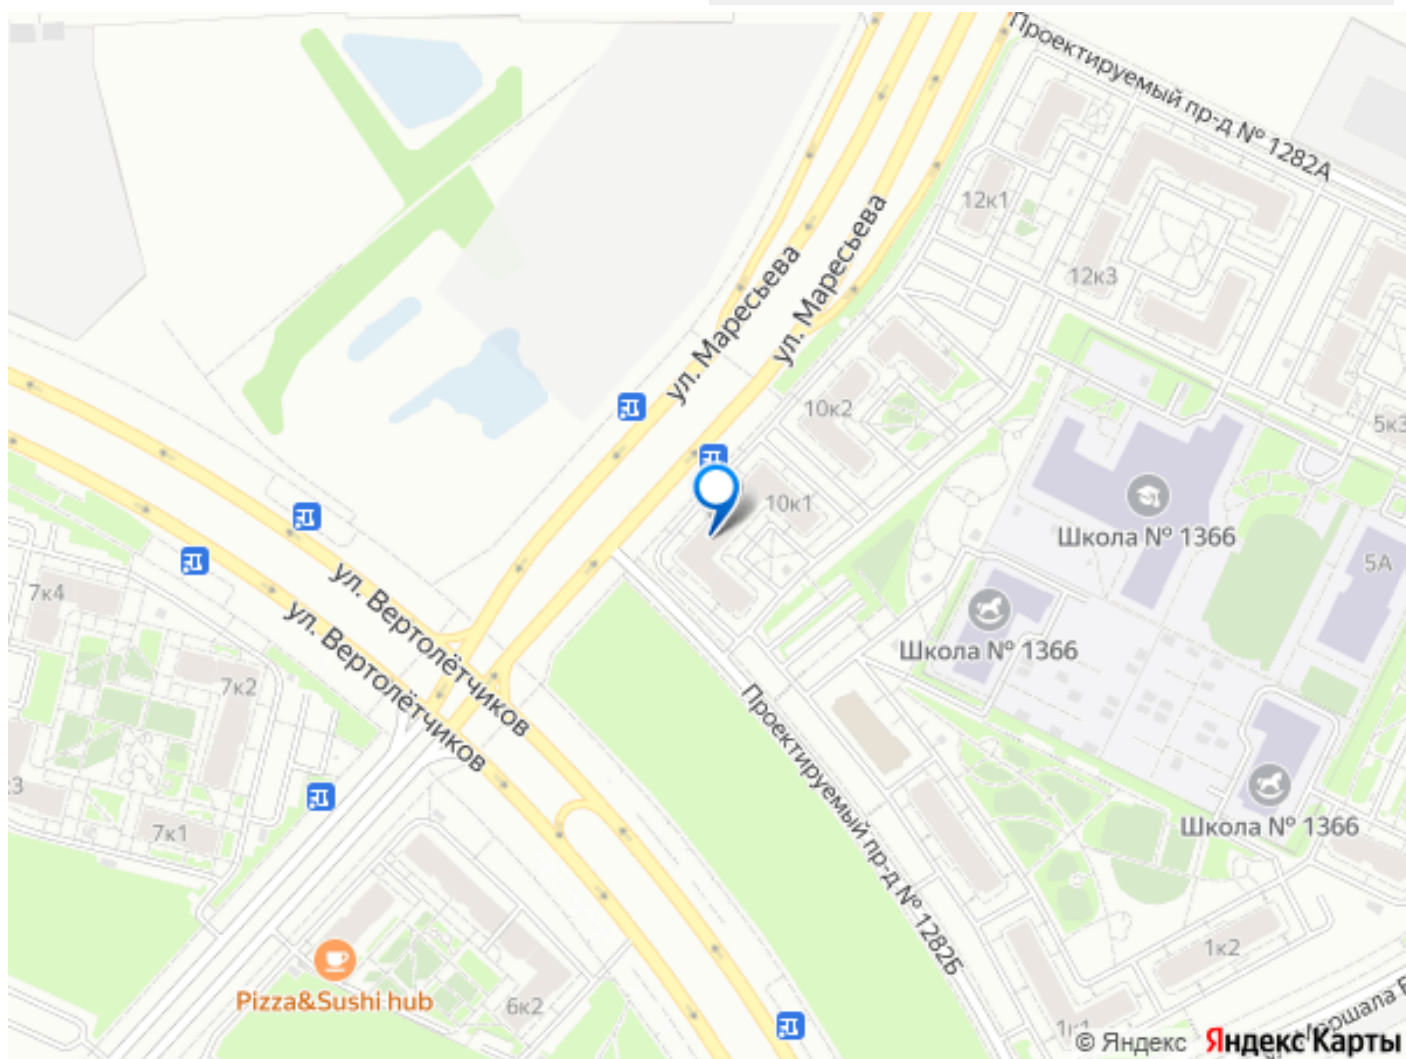 Проектируемый пр-д № 1282А
12к1
12к3
ул. Маресьева
ул. Маресьева
10к2
5к3
10к1
Школа № 1366
5А
7к4
ул. Вертолётчиков
ул. Вертолётчиков
Школа № 1366
7к2
Проектируемый пр-д № 1282Б
7к1
Школа № 1366
1к2
Pizza&Sushi hub
6к2
1к1
© Яндекс Яндекс Карты